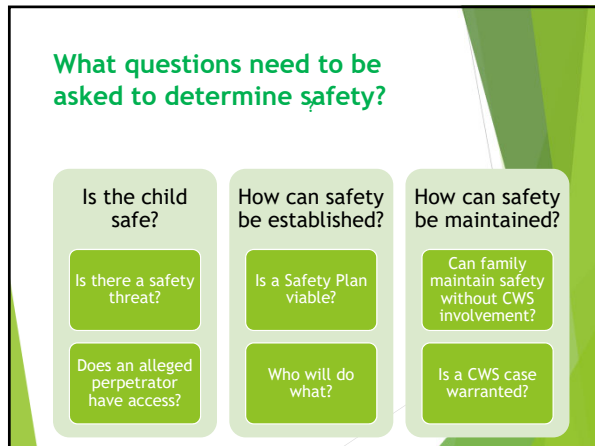 What questions need to be
asked to determine safety?
?
Is the child
safe?
Is there a safety
threat?
Does an alleged
perpetrator
have access?
How can safety
be established?
Is a Safety Plan
viable?
Who will do
what?
How can safety
be maintained?
Can family
maintain safety
without CWS
involvement?
Is a CWS case
warranted?